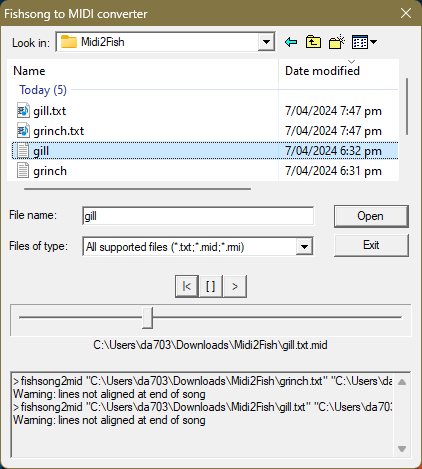 Fishsong to MIDI converter
Look in: Midi2Fish
Name Date modified
Today (5)
gill.txt 7/04/2024 7:47 pm
grinch.txt 7/04/2024 7:47 pm
gill 7/04/2024 6:32 pm
grinch 7/04/2024 6:31 pm
File name: gill Open
Files of type: All supported files (*.txt;*.mid;*.rmi) Exit
|< [ ] >
C:\Users\da703\Downloads\Midi2Fish\gill.txt.mid
>fishsong2mid "C:\Users\da703\Downloads\Midi2Fish\grinch.txt" "C:\Users\da
Warning: lines not aligned at end of song
>fishsong2mid "C:\Users\da703\Downloads\Midi2Fish\gill.txt" "C:\Users\da703
Warning: lines not aligned at end of song